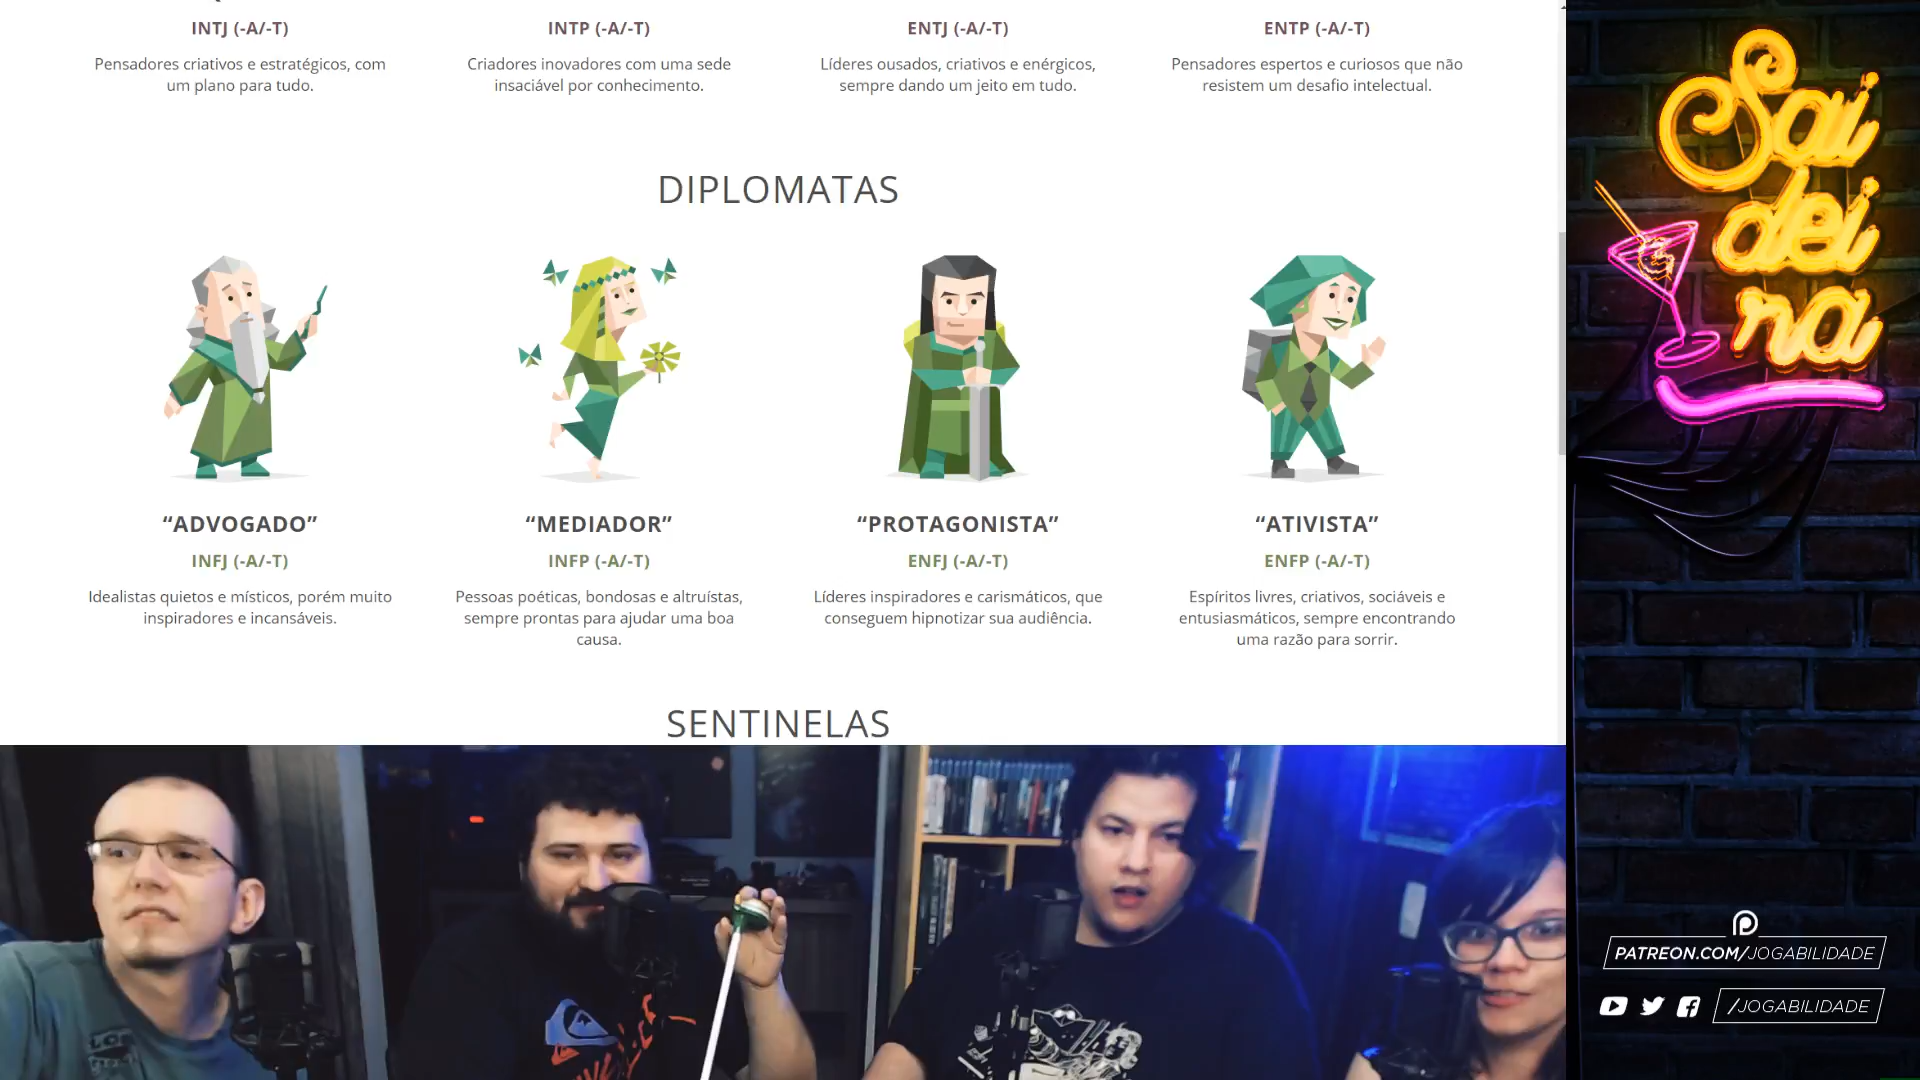 INTJ (-A/-T)
INTP (-A/-T)
ENTJ (-A/-T)
ENTP (-A/-T)
Pensadores criativos e estratégicos, com
um plano para tudo.
Criadores inovadores com uma sede
insaciável por conhecimento.
Líderes ousados, criativos e enérgicos,
sempre dando um jeito em tudo.
Pensadores espertos e curiosos que não
resistem um desafio intelectual.
DIPLOMATAS
“ADVOGADO”
INFJ (-A/-T)
Idealistas quietos e místicos, porém muito
inspiradores e incansáveis.
“MEDIADOR”
INFP (-A/-T)
Pessoas poéticas, bondosas e altruístas,
sempre prontas para ajudar uma boa
causa.
“PROTAGONISTA”
ENFJ (-A/-T)
Líderes inspiradores e carismáticos, que
conseguem hipnotizar sua audiência.
“ATIVISTA”
ENFP (-A/-T)
Espíritos livres, criativos, sociáveis e
entusiasmáticos, sempre encontrando
uma razão para sorrir.
SENTINELAS
Sai
dei
ra
PATREON.COM/JOGABILIDADE
/JOGABILIDADE